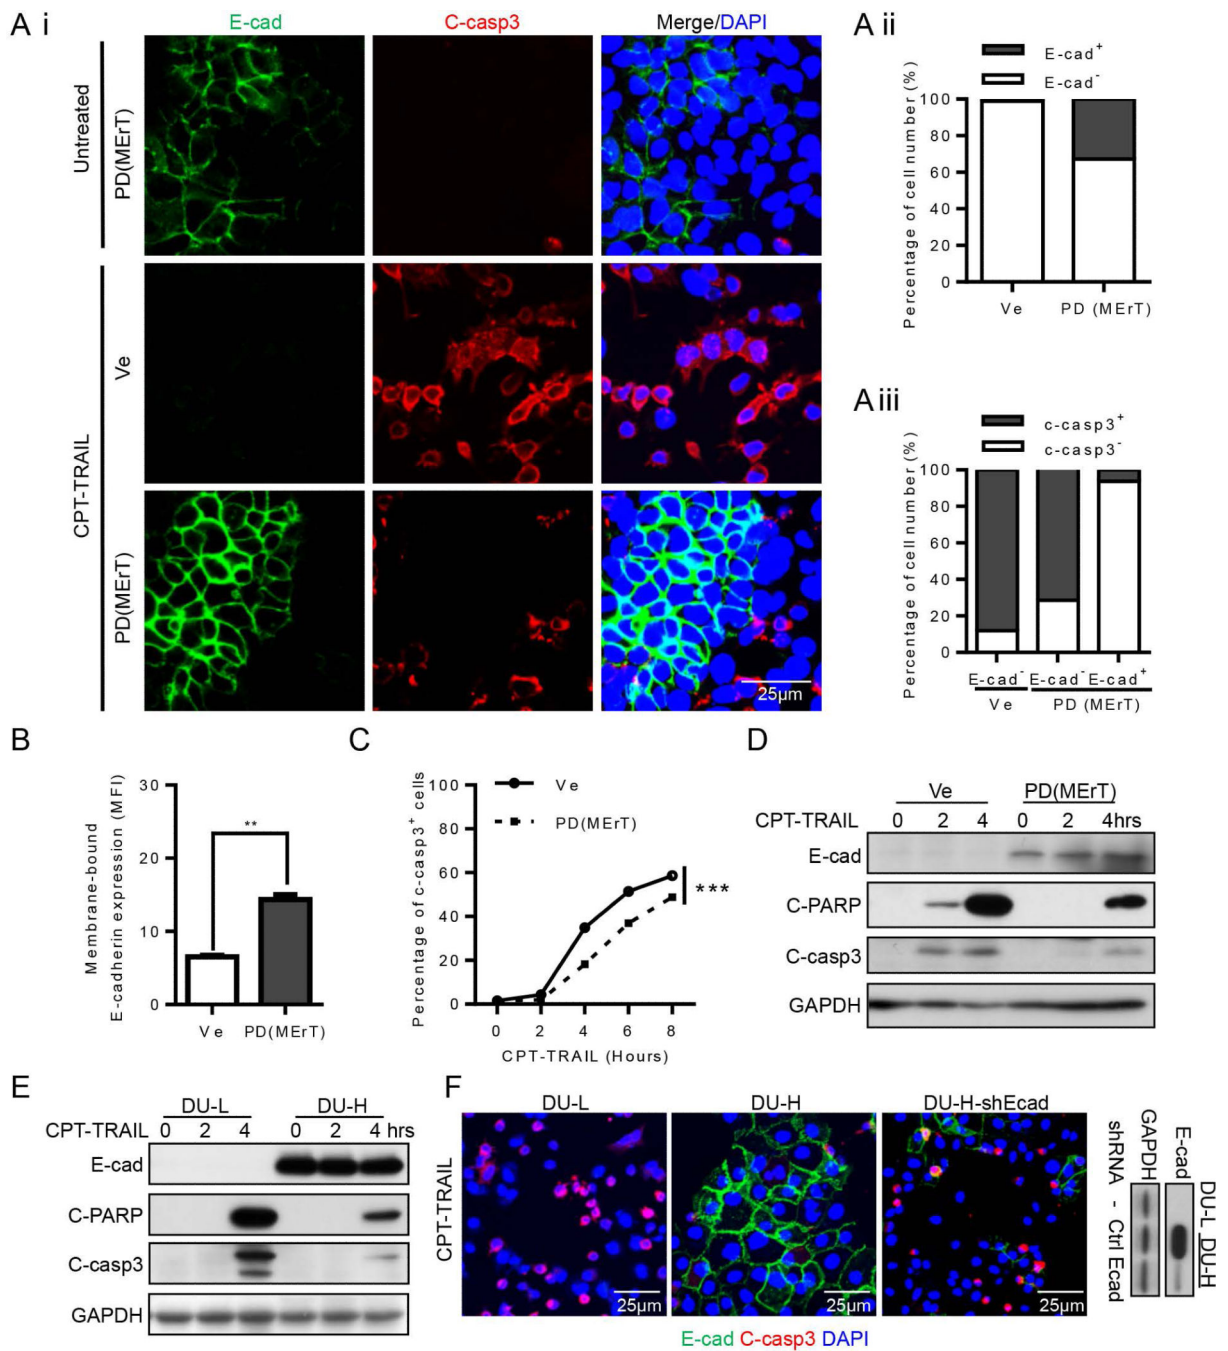 A i
E-cad
C-casp3
Merge/DAPI
Untreated
PD(MErT)
CPT-TRAIL
Ve
PD(MErT)
25µm
A ii
E-cad+
E-cad-
Percentage of cell number (%)
100
80
60
40
20
0
Ve
PD (MErT)
A iii
c-casp3+
c-casp3-
Percentage of cell number (%)
100
80
60
40
20
0
E-cad- E-cad- E-cad+
Ve
PD (MErT)
B
Membrane-bound
E-cadherin expression (MFI)
30
20
10
0
**
Ve
PD(MErT)
C
Ve
PD(MErT)
Percentage of c-casp3+ cells
100
80
60
40
20
0
***
0 2 4 6 8
CPT-TRAIL (Hours)
D
Ve
PD(MErT)
CPT-TRAIL 0 2 4 0 2 4hrs
E-cad
C-PARP
C-casp3
GAPDH
E
DU-L
DU-H
CPT-TRAIL 0 2 4 0 2 4 hrs
E-cad
C-PARP
C-casp3
GAPDH
F
DU-L
DU-H
DU-H-shEcad
CPT-TRAIL
25µm
25µm
25µm
E-cad C-casp3 DAPI
E-cad
GAPDH
DU-L DU-H
shRNA - Ctrl Ecad